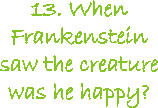 13. When
Frankenstein
saw the creature
was he happy?